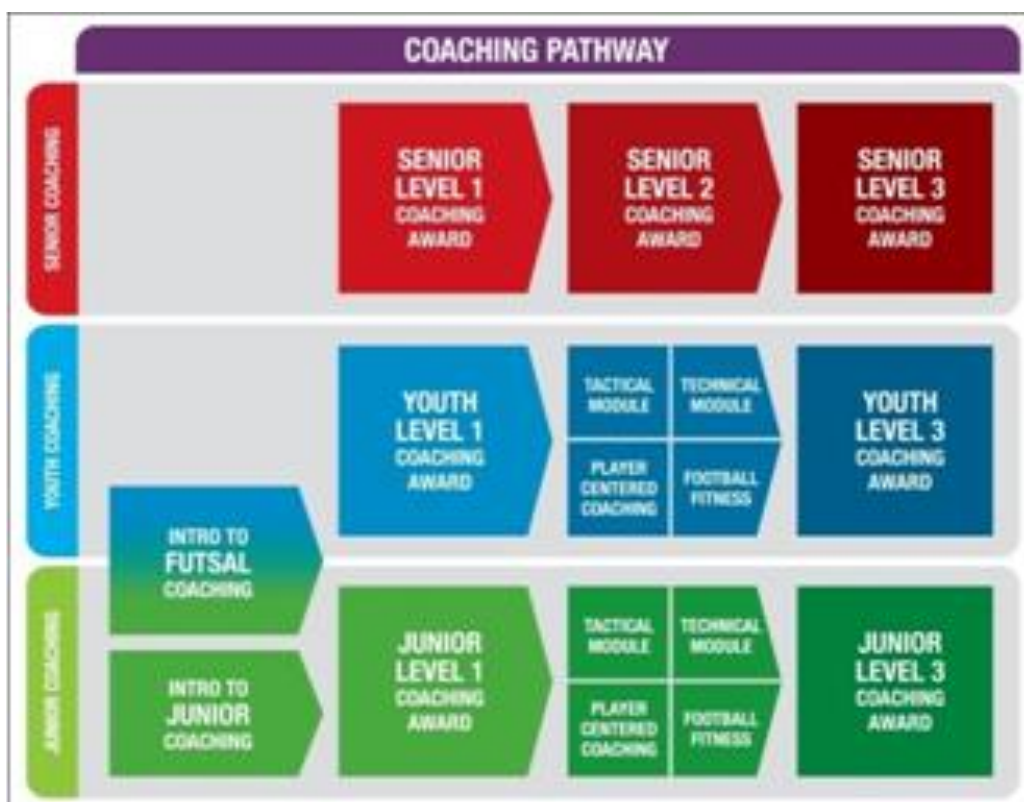 COACHING PATHWAY
SENIOR COACHING
SENIOR
LEVEL 1
COACHING
AWARD
SENIOR
LEVEL 2
COACHING
AWARD
SENIOR
LEVEL 3
COACHING
AWARD
YOUTH COACHING
YOUTH
LEVEL 1
COACHING
AWARD
TACTICAL
MODULE
TECHNICAL
MODULE
PLAYER
CENTERED
COACHING
FOOTBALL
FITNESS
YOUTH
LEVEL 3
COACHING
AWARD
INTRO TO
FUTSAL
COACHING
JUNIOR COACHING
INTRO TO
JUNIOR
COACHING
JUNIOR
LEVEL 1
COACHING
AWARD
TACTICAL
MODULE
TECHNICAL
MODULE
PLAYER
CENTERED
COACHING
FOOTBALL
FITNESS
JUNIOR
LEVEL 3
COACHING
AWARD